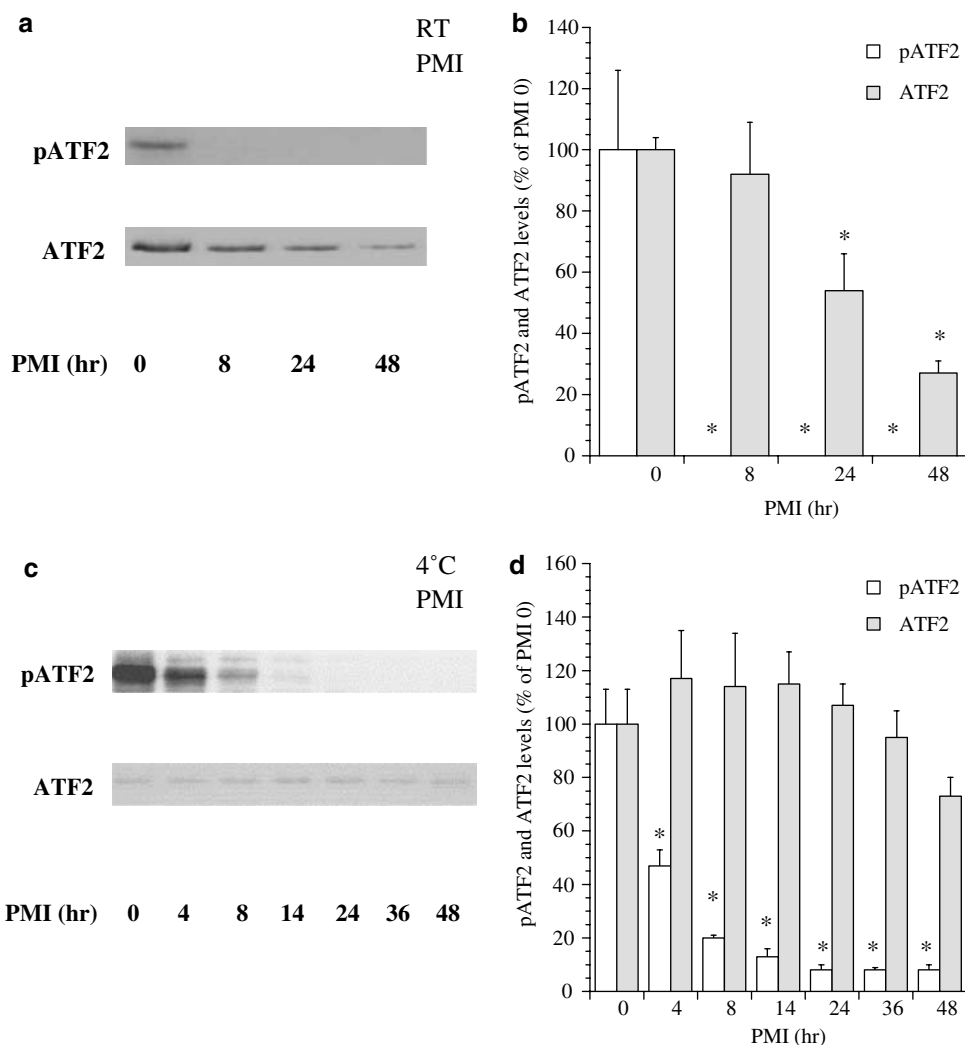 a
RT
PMI
pATF2
ATF2
PMI (hr) 0 8 24 48
b
pATF2 and ATF2 levels (% of PMI 0)
140
120
100
80
60
40
20
0
pATF2
ATF2
* * * * *
0 8 24 48
PMI (hr)
c
4°C
PMI
pATF2
ATF2
PMI (hr) 0 4 8 14 24 36 48
d
pATF2 and ATF2 levels (% of PMI 0)
160
140
120
100
80
60
40
20
0
pATF2
ATF2
* * * * * *
0 4 8 14 24 36 48
PMI (hr)